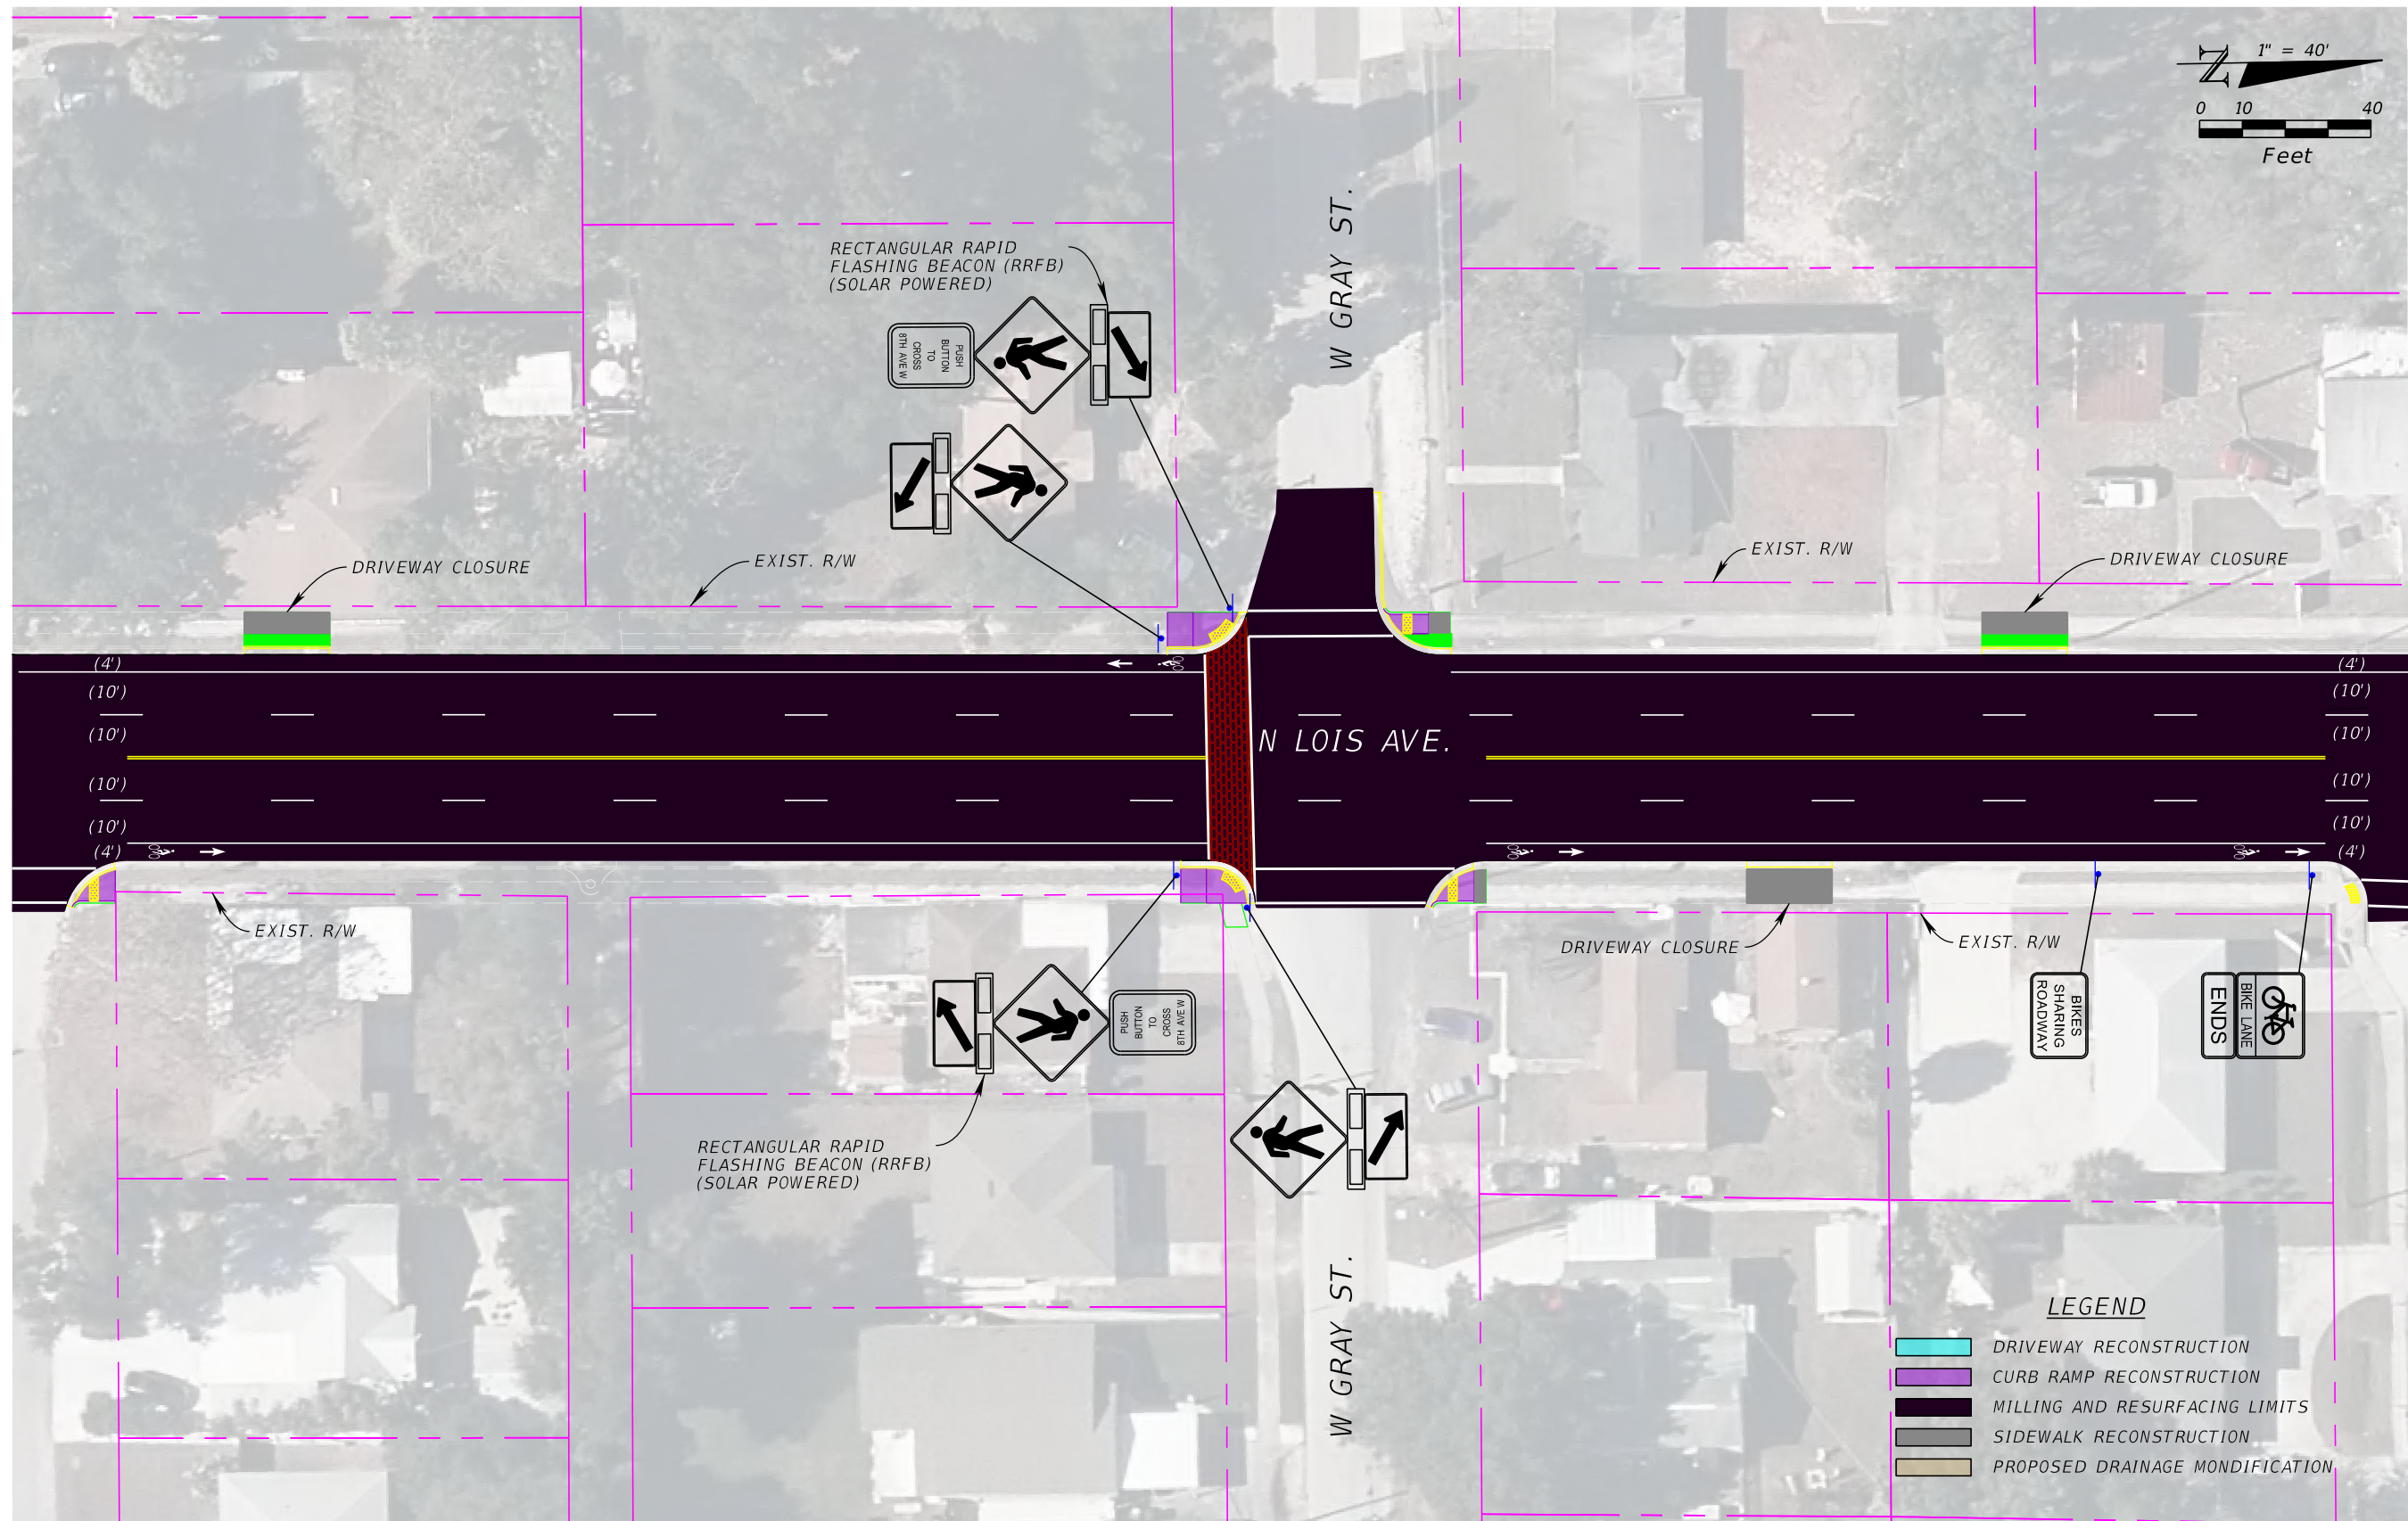 N
1" = 40'
0 10 40
Feet
W GRAY ST.
RECTANGULAR RAPID
FLASHING BEACON (RRFB)
(SOLAR POWERED)
PUSH
BUTTON
TO
CROSS
8TH AVE W
DRIVEWAY CLOSURE
EXIST. R/W
EXIST. R/W
DRIVEWAY CLOSURE
(4')
(10')
(10')
(10')
(10')
(4')
N LOIS AVE.
(4')
(10')
(10')
(10')
(10')
(4')
EXIST. R/W
DRIVEWAY CLOSURE
EXIST. R/W
PUSH
BUTTON
TO
CROSS
8TH AVE W
BIKES
SHARING
ROADWAY
BIKE LANE
ENDS
RECTANGULAR RAPID
FLASHING BEACON (RRFB)
(SOLAR POWERED)
W GRAY ST.
LEGEND
DRIVEWAY RECONSTRUCTION
CURB RAMP RECONSTRUCTION
MILLING AND RESURFACING LIMITS
SIDEWALK RECONSTRUCTION
PROPOSED DRAINAGE MONDIFICATION